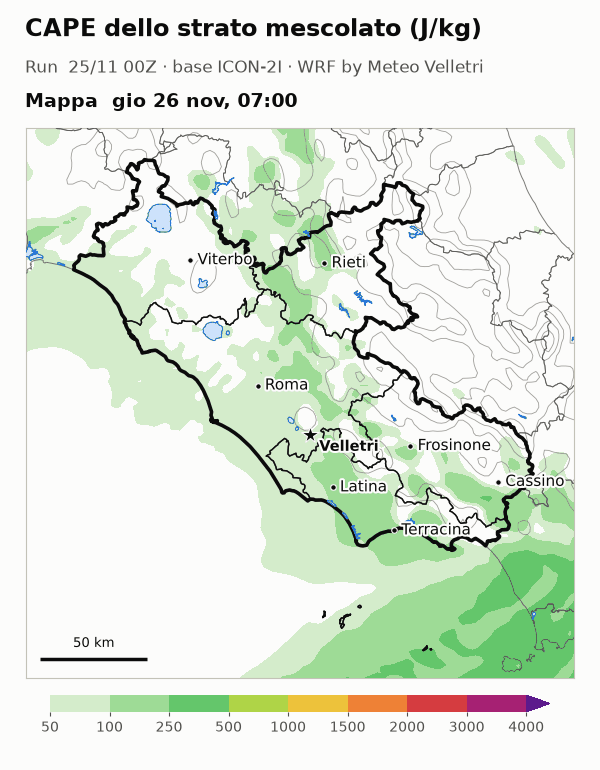 CAPE dello strato mescolato (J/kg)
Run  25/11 00Z · base ICON-2I · WRF by Meteo Velletri
Mappa  gio 26 nov, 07:00
Viterbo
Rieti
Roma
Velletri
Frosinone
Latina
Cassino
Terracina
50 km
50 100 250 500 1000 1500 2000 3000 4000